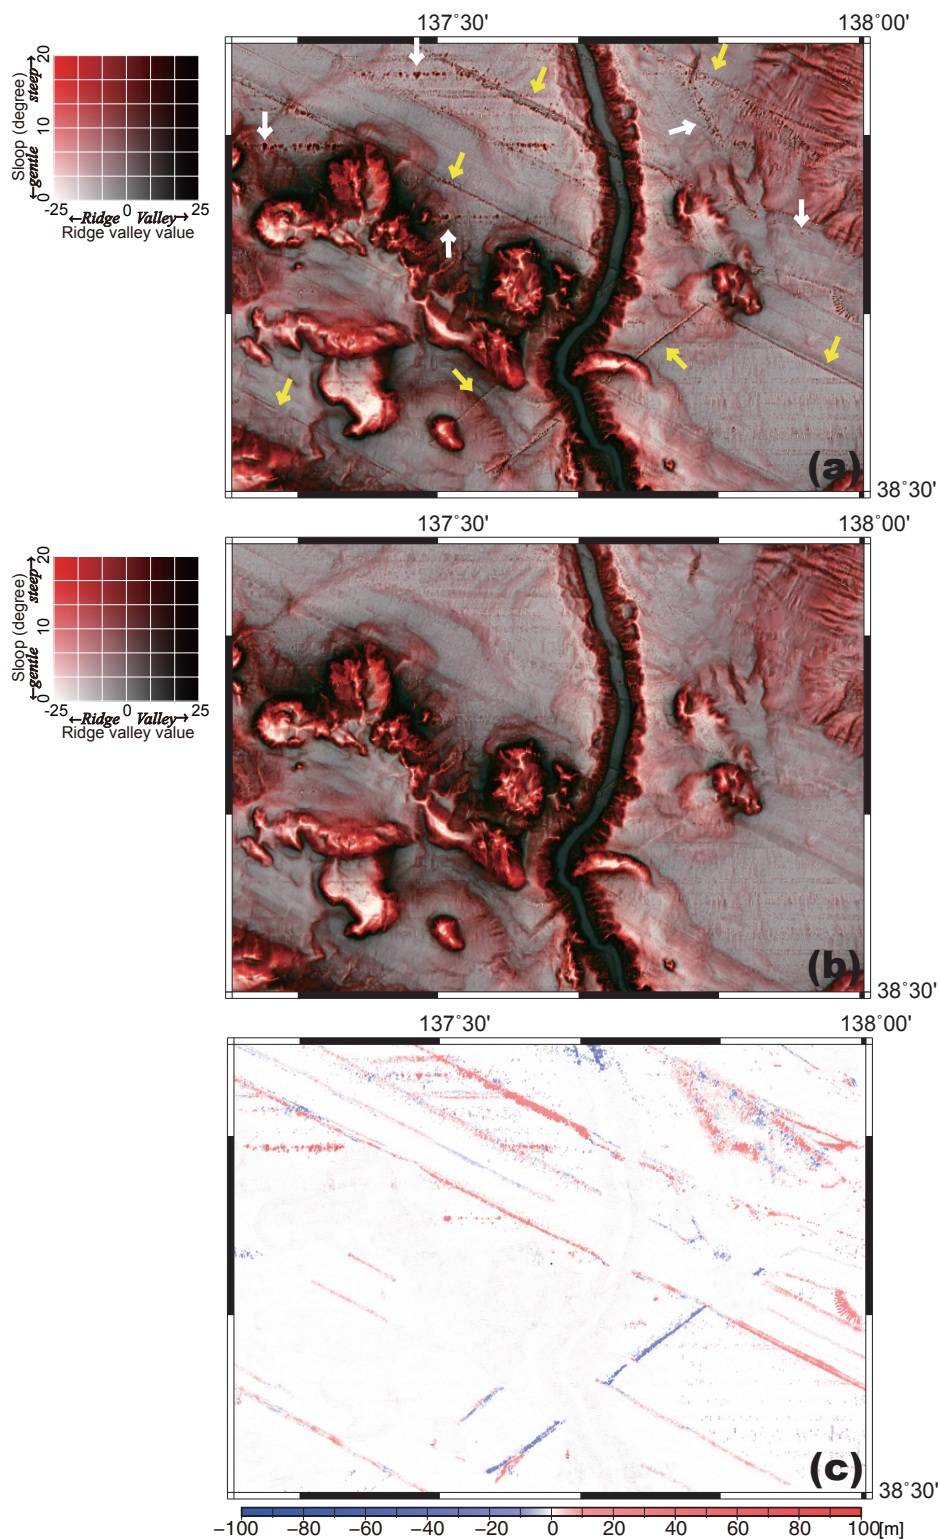 137˚30' 138˚00'
Sloop (degree)
←gentle steep→
0 10 20
-25 0 25
←Ridge Valley→
Ridge valley value
(a)
38˚30'
137˚30' 138˚00'
Sloop (degree)
←gentle steep→
0 10 20
-25 0 25
←Ridge Valley→
Ridge valley value
(b)
38˚30'
137˚30' 138˚00'
(c)
38˚30'
−100 −80 −60 −40 −20 0 20 40 60 80 100[m]